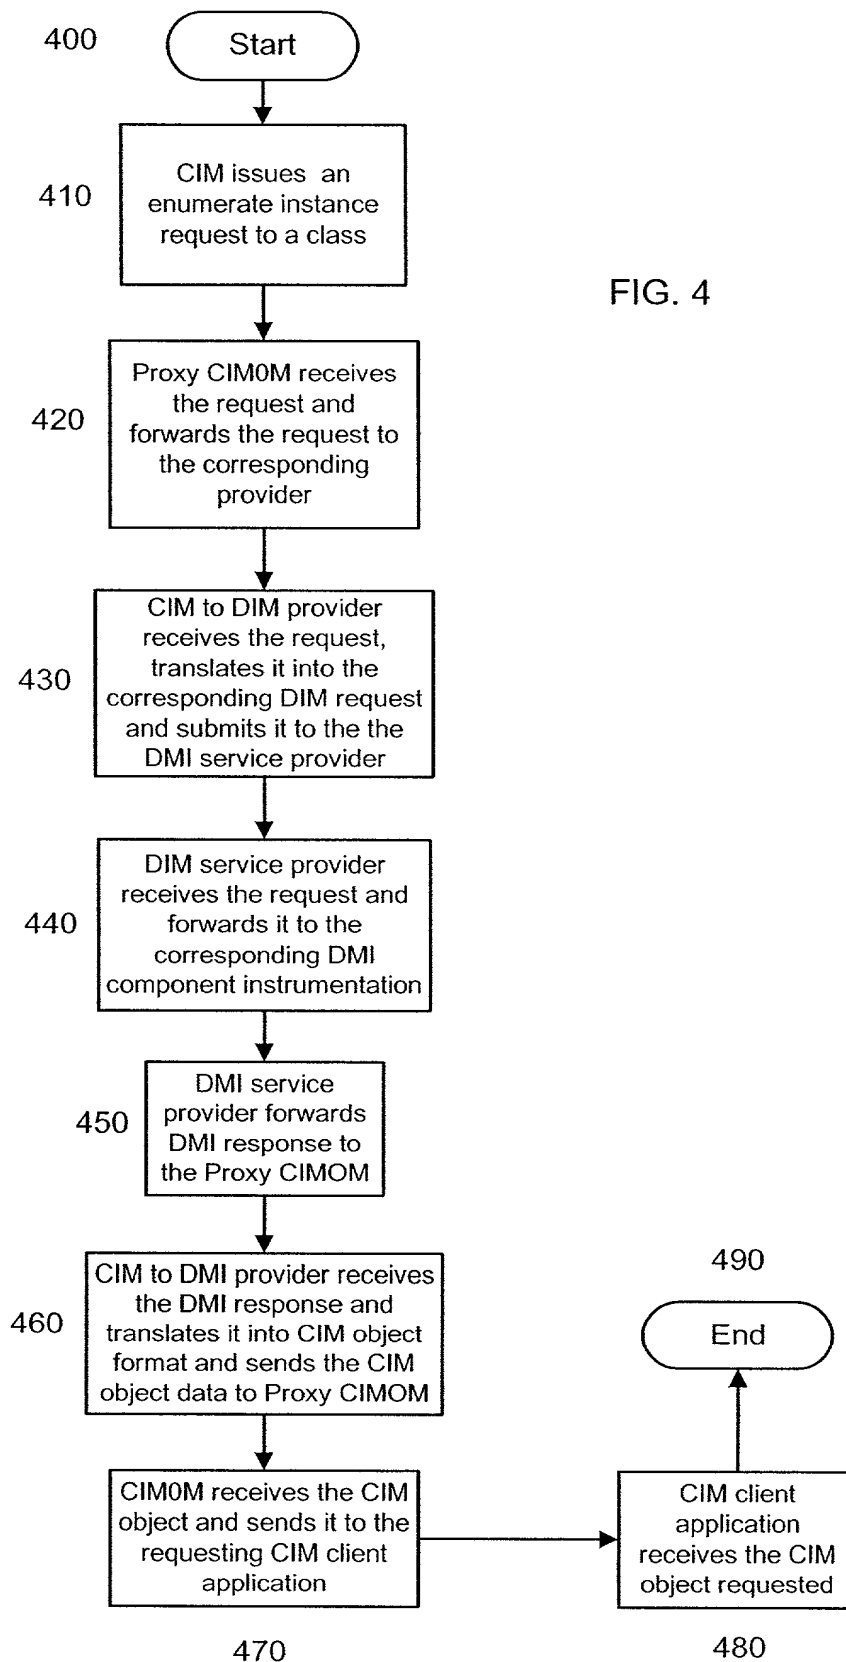 400
Start
410
CIM issues an
enumerate instance
request to a class
FIG. 4
420
Proxy CIM0M receives
the request and
forwards the request to
the corresponding
provider
430
CIM to DIM provider
receives the request,
translates it into the
corresponding DIM request
and submits it to the the
DMI service provider
440
DIM service provider
receives the request and
forwards it to the
corresponding DMI
component instrumentation
450
DMI service
provider forwards
DMI response to
the Proxy CIMOM
460
CIM to DMI provider receives
the DMI response and
translates it into CIM object
format and sends the CIM
object data to Proxy CIMOM
490
End
CIM0M receives the CIM
object and sends it to the
requesting CIM client
application
470
CIM client
application
receives the CIM
object requested
480